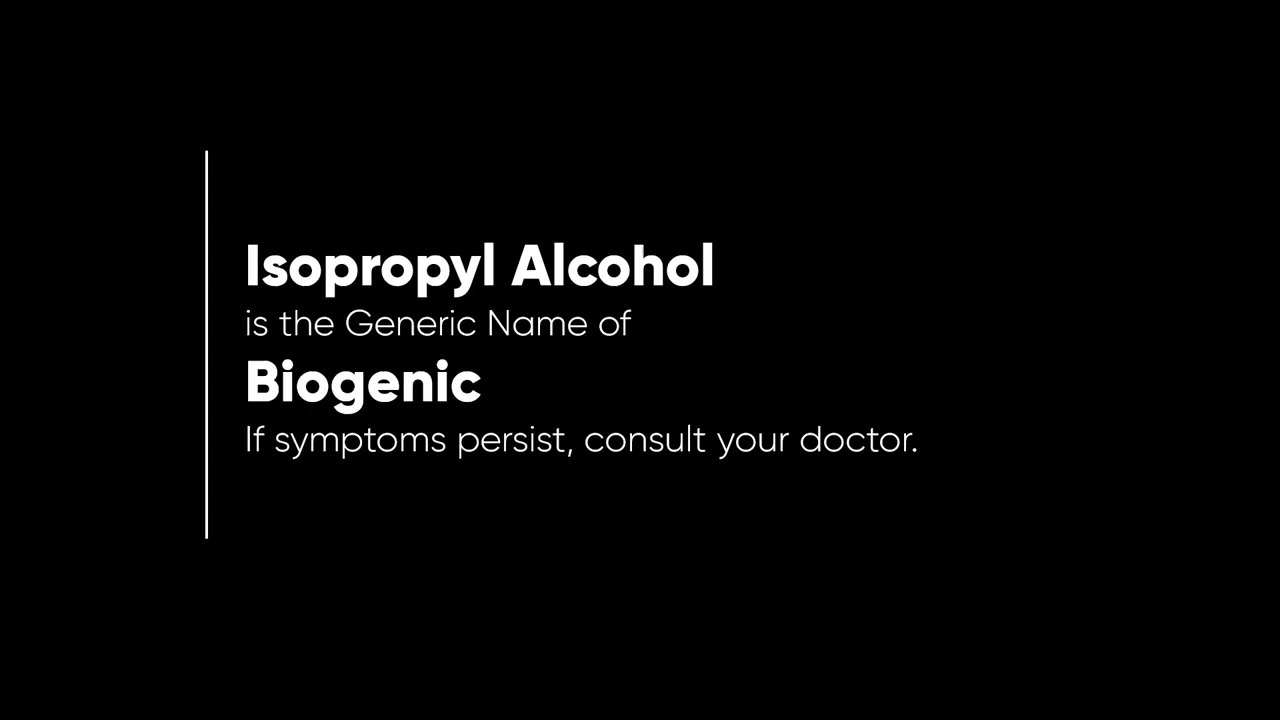 Isopropyl Alcohol
is the Generic Name of
Biogenic
If symptoms persist, consult your doctor.